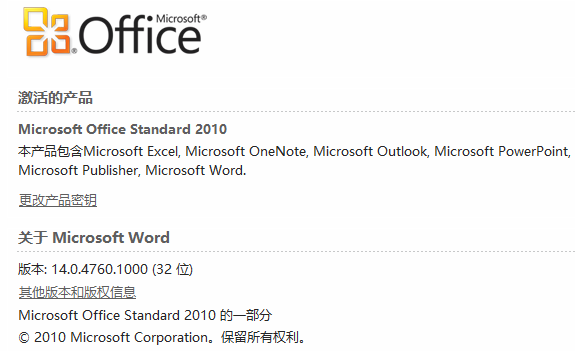 Microsoft®
Office
激活的产品
Microsoft Office Standard 2010
本产品包含Microsoft Excel, Microsoft OneNote, Microsoft Outlook, Microsoft PowerPoint,
Microsoft Publisher, Microsoft Word.
更改产品密钥
关于 Microsoft Word
版本: 14.0.4760.1000 (32 位)
其他版本和版权信息
Microsoft Office Standard 2010 的一部分
© 2010 Microsoft Corporation。保留所有权利。